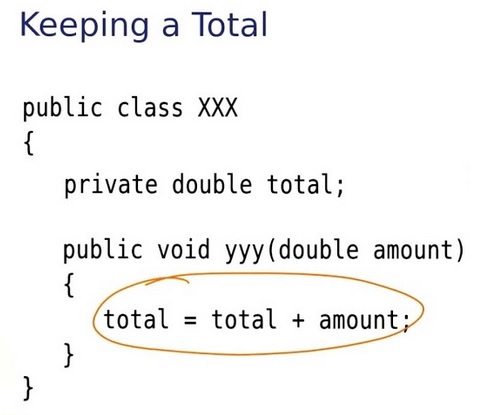 Keeping a Total
public class XXX
{
private double total;
public void yyy(double amount)
{
total = total + amount;
}
}